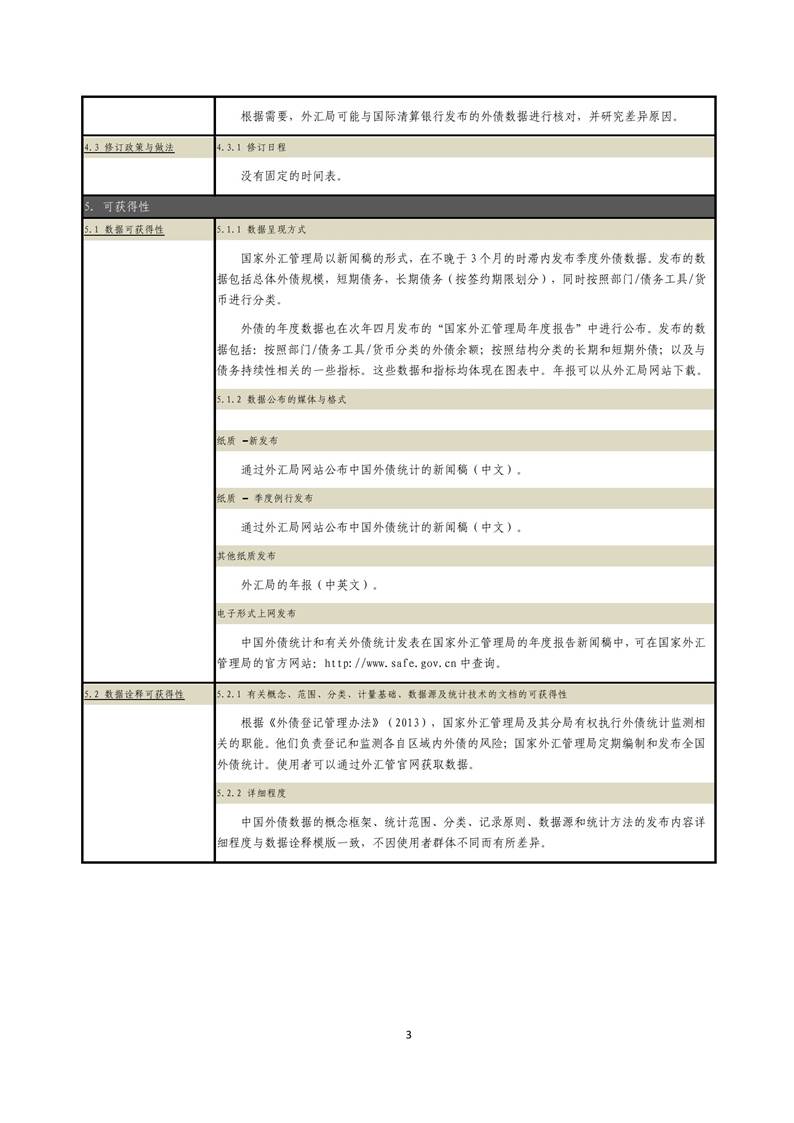 根据需要，外汇局可能与国际清算银行发布的外债数据进行核对，并研究差异原因。
4.3 修订政策与做法
4.3.1 修订日程
没有固定的时间表。
5. 可获得性
5.1 数据可获得性
5.1.1 数据呈现方式
国家外汇管理局以新闻稿的形式，在不晚于 3 个月的时滞内发布季度外债数据。发布的数
据包括总体外债规模，短期债务，长期债务（按签约期限划分），同时按照部门/债务工具/货
币进行分类。
外债的年度数据也在次年四月发布的“国家外汇管理局年度报告”中进行公布。发布的数
据包括：按照部门/债务工具/货币分类的外债余额；按照结构分类的长期和短期外债；以及与
债务持续性相关的一些指标。这些数据和指标均体现在图表中。年报可以从外汇局网站下载。
5.1.2 数据公布的媒体与格式
纸质 －新发布
通过外汇局网站公布中国外债统计的新闻稿（中文）。
纸质 － 季度例行发布
通过外汇局网站公布中国外债统计的新闻稿（中文）。
其他纸质发布
外汇局的年报（中英文）。
电子形式上网发布
中国外债统计和有关外债统计发表在国家外汇管理局的年度报告新闻稿中，可在国家外汇
管理局的官方网站：http://www.safe.gov.cn 中查询。
5.2 数据诠释可获得性
5.2.1 有关概念、范围、分类、计量基础、数据源及统计技术的文档的可获得性
根据《外债登记管理办法》（2013），国家外汇管理局及其分局有权执行外债统计监测相
关的职能。他们负责登记和监测各自区域内外债的风险；国家外汇管理局定期编制和发布全国
外债统计。使用者可以通过外汇管官网获取数据。
5.2.2 详细程度
中国外债数据的概念框架、统计范围、分类、记录原则、数据源和统计方法的发布内容详
细程度与数据诠释模版一致，不因使用者群体不同而有所差异。
3